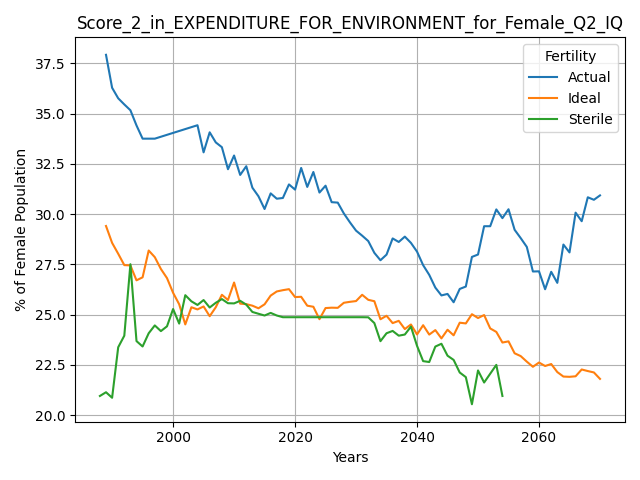 Score_2_in_EXPENDITURE_FOR_ENVIRONMENT_for_Female_Q2_IQ
Fertility
Actual
Ideal
Sterile
% of Female Population
37.5
35.0
32.5
30.0
27.5
25.0
22.5
20.0
2000
2020
2040
2060
Years